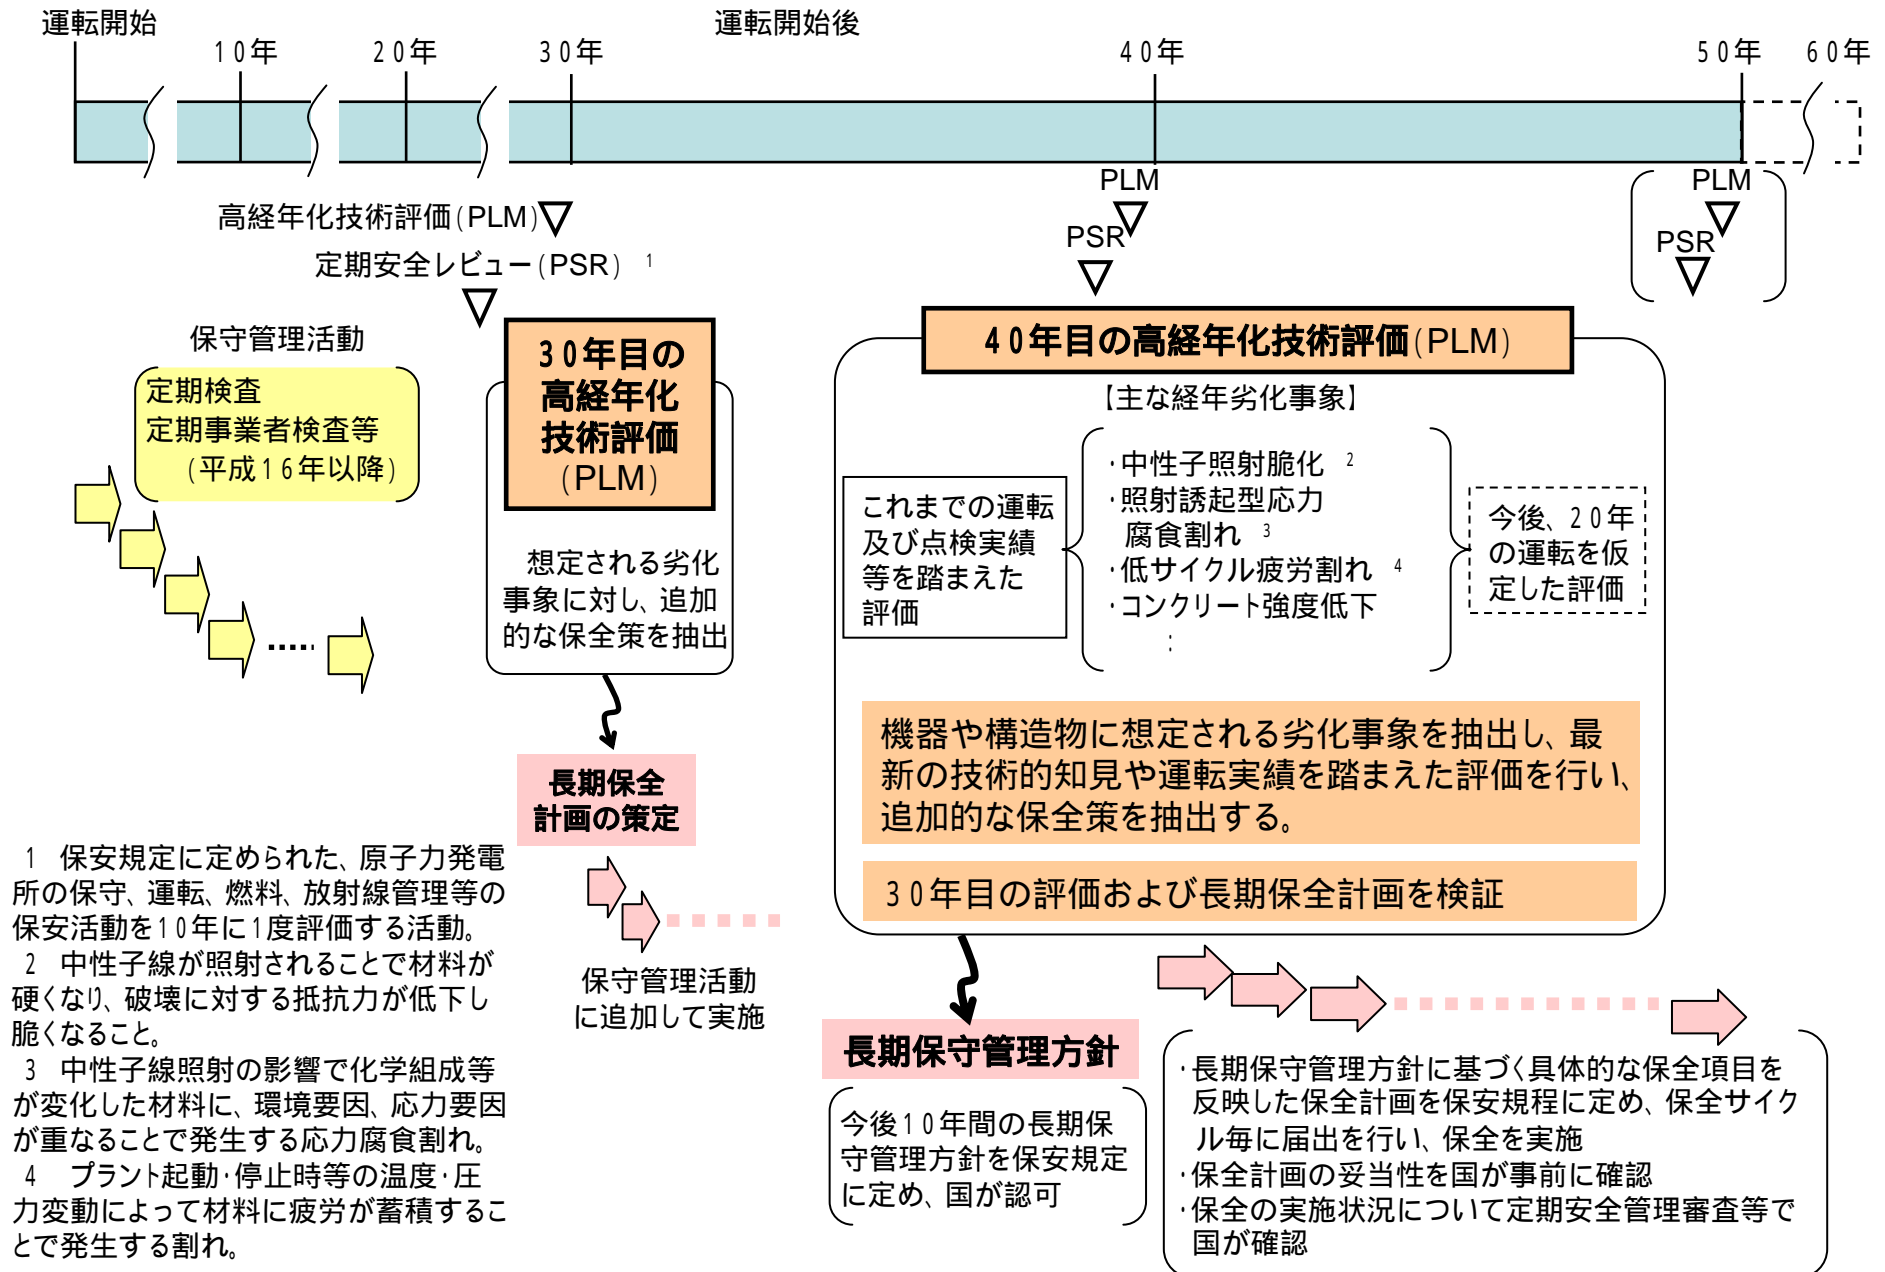 運転開始
運転開始後
10年
20年
30年
40年
50年
60年
高経年化技術評価(PLM)
定期安全レビュー(PSR) 1
PLM
PSR
PLM
PSR
保守管理活動
定期検査
定期事業者検査等
(平成16年以降)
30年目の
高経年化
技術評価
(PLM)
想定される劣化
事象に対し、追加
的な保全策を抽出
長期保全
計画の策定
保守管理活動
に追加して実施
40年目の高経年化技術評価(PLM)
【主な経年劣化事象】
これまでの運転
及び点検実績
等を踏まえた
評価
・中性子照射脆化 2
・照射誘起型応力
腐食割れ 3
・低サイクル疲労割れ 4
・コンクリート強度低下
:
今後、20年
の運転を仮
定した評価
機器や構造物に想定される劣化事象を抽出し、最
新の技術的知見や運転実績を踏まえた評価を行い、
追加的な保全策を抽出する。
30年目の評価および長期保全計画を検証
長期保守管理方針
今後10年間の長期保
守管理方針を保安規定
に定め、国が認可
・長期保守管理方針に基づく具体的な保全項目を
反映した保全計画を保安規程に定め、保全サイク
ル毎に届出を行い、保全を実施
・保全計画の妥当性を国が事前に確認
・保全の実施状況について定期安全管理審査等で
国が確認
1 保安規定に定められた、原子力発電
所の保守、運転、燃料、放射線管理等の
保安活動を10年に1度評価する活動。
2 中性子線が照射されることで材料が
硬くなり、破壊に対する抵抗力が低下し
脆くなること。
3 中性子線照射の影響で化学組成等
が変化した材料に、環境要因、応力要因
が重なることで発生する応力腐食割れ。
4 プラント起動・停止時等の温度・圧
力変動によって材料に疲労が蓄積するこ
とで発生する割れ。